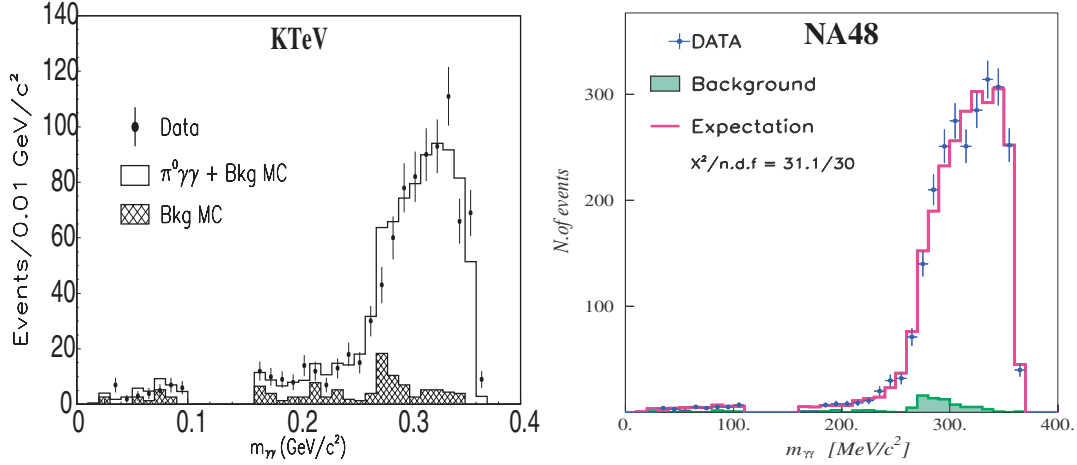 KTeV
Events/0.01 GeV/c²
140
120
100
80
60
40
20
0
Data
π⁰γγ + Bkg MC
Bkg MC
0
0.1
0.2
0.3
0.4
mγγ (GeV/c²)
NA48
DATA
Background
Expectation
X²/n.d.f = 31.1/30
N.of events
300
200
100
0
100.
200.
300.
400.
mγγ [MeV/c²]